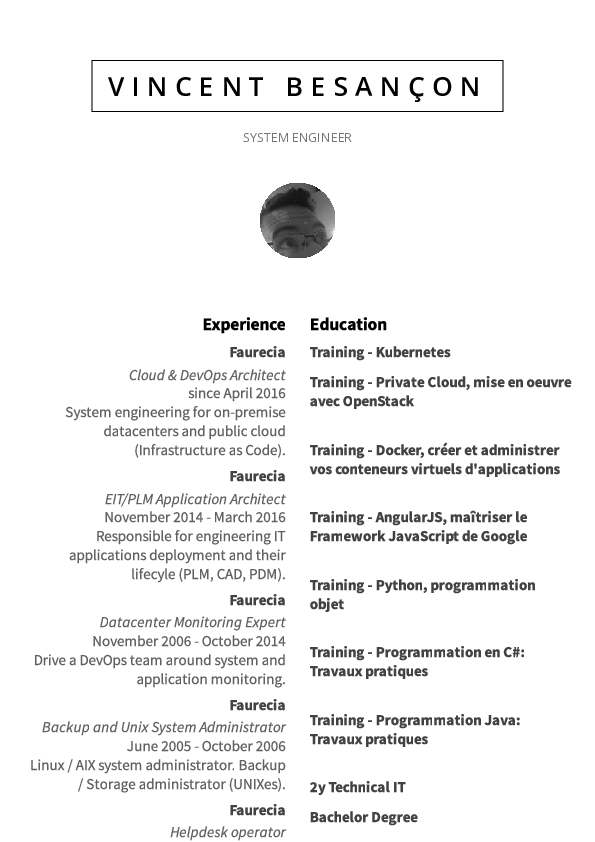 VINCENT BESANÇON
SYSTEM ENGINEER
Experience
Faurecia
Cloud & DevOps Architect
since April 2016
System engineering for on-premise
datacenters and public cloud
(Infrastructure as Code).
Faurecia
EIT/PLM Application Architect
November 2014 - March 2016
Responsible for engineering IT
applications deployment and their
lifecyle (PLM, CAD, PDM).
Faurecia
Datacenter Monitoring Expert
November 2006 - October 2014
Drive a DevOps team around system and
application monitoring.
Faurecia
Backup and Unix System Administrator
June 2005 - October 2006
Linux / AIX system administrator. Backup
/ Storage administrator (UNIXes).
Faurecia
Helpdesk operator
Education
Training - Kubernetes
Training - Private Cloud, mise en oeuvre
avec OpenStack
Training - Docker, créer et administrer
vos conteneurs virtuels d'applications
Training - AngularJS, maîtriser le
Framework JavaScript de Google
Training - Python, programmation
objet
Training - Programmation en C#:
Travaux pratiques
Training - Programmation Java:
Travaux pratiques
2y Technical IT
Bachelor Degree